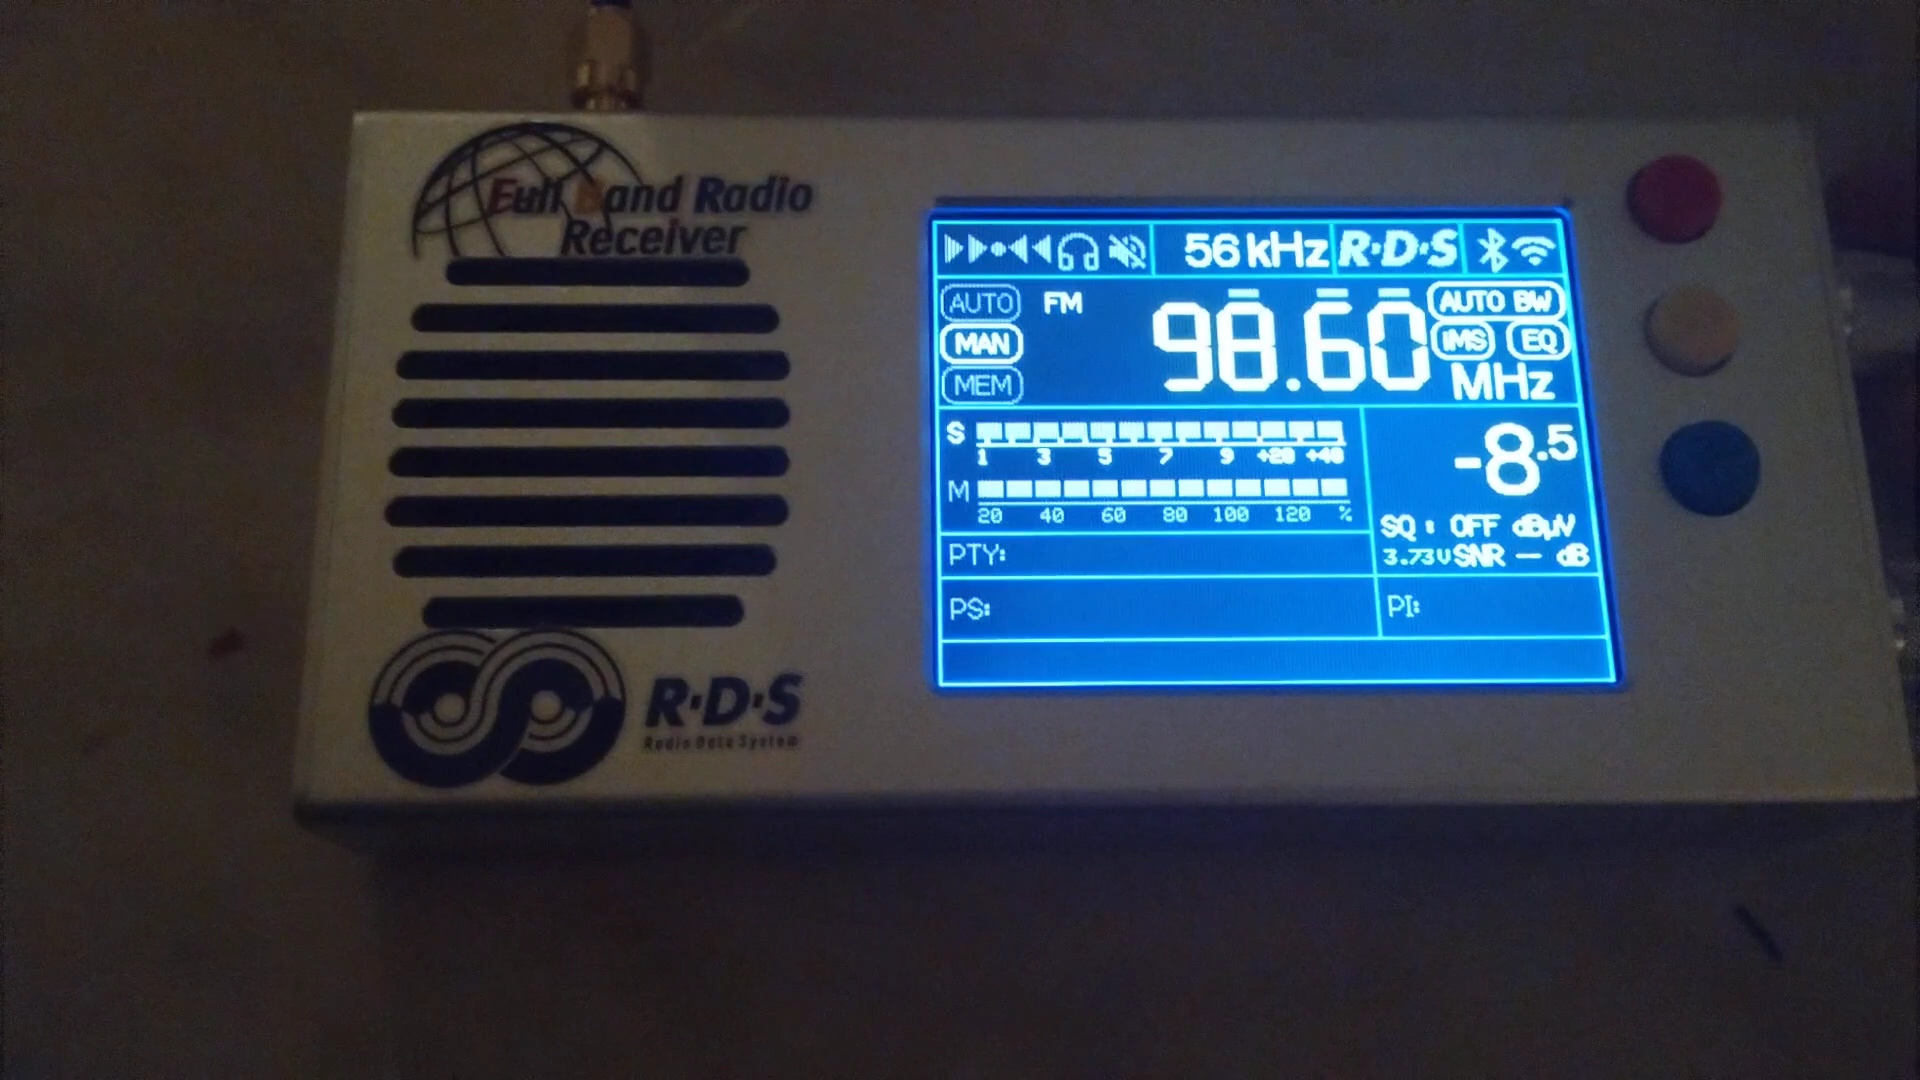 Full Band Radio
Receiver
R·D·S
Radio Data System
56 kHz R·D·S
AUTO FM 98.60 AUTO BW
MAN iMS EQ
MEM MHz
S
1 3 5 7 9 +20 +40
-8.5
M
20 40 60 80 100 120 %
SQ: OFF dBµV
3.73V SNR -- dB
PTY:
PS: PI: